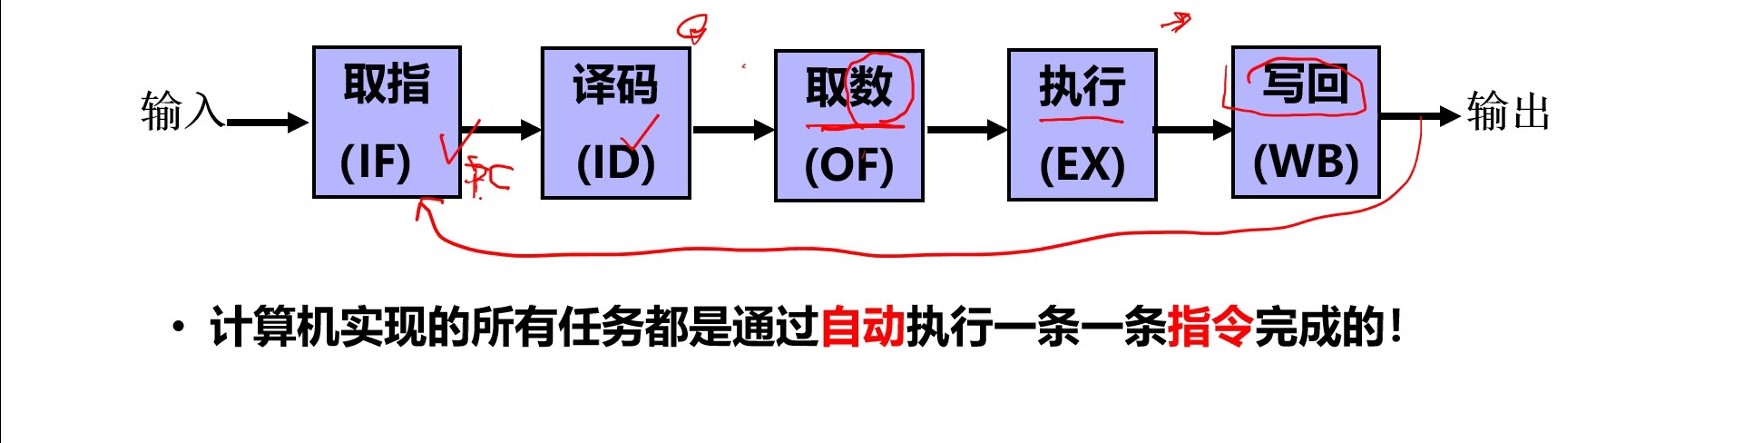 输入 取指 译码 取数 执行 写回 输出
(IF) (ID) (OF) (EX) (WB)
PC
• 计算机实现的所有任务都是通过自动执行一条一条指令完成的！